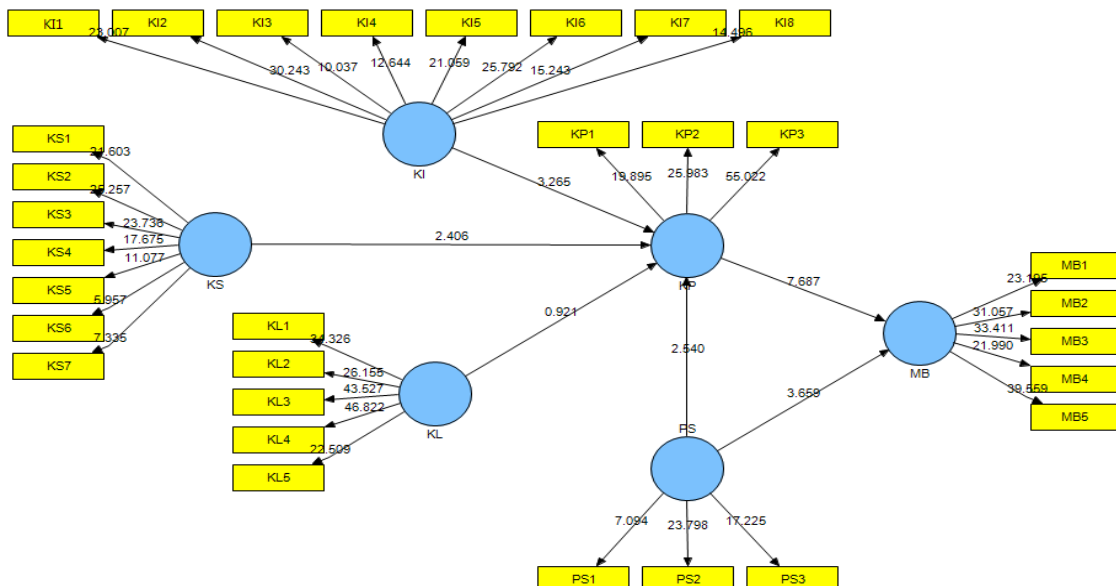 KI1 KI2 KI3 KI4 KI5 KI6 KI7 KI8
23.007 30.243 10.037 12.644 21.059 25.792 15.243 14.496
KI
KS1
KS2
KS3
KS4
KS5
KS6
KS7
21.603
25.257
23.736
17.675
11.077
5.957
7.335
KS
KP1 KP2 KP3
19.895 25.983 55.022
3.265
2.406
KP
0.921
2.540
7.687
3.659
KL1
KL2
KL3
KL4
KL5
34.326
26.155
43.527
46.822
22.509
KL
MB1
MB2
MB3
MB4
MB5
23.195
31.057
33.411
21.990
39.559
MB
PS
7.094 23.798 17.225
PS1 PS2 PS3